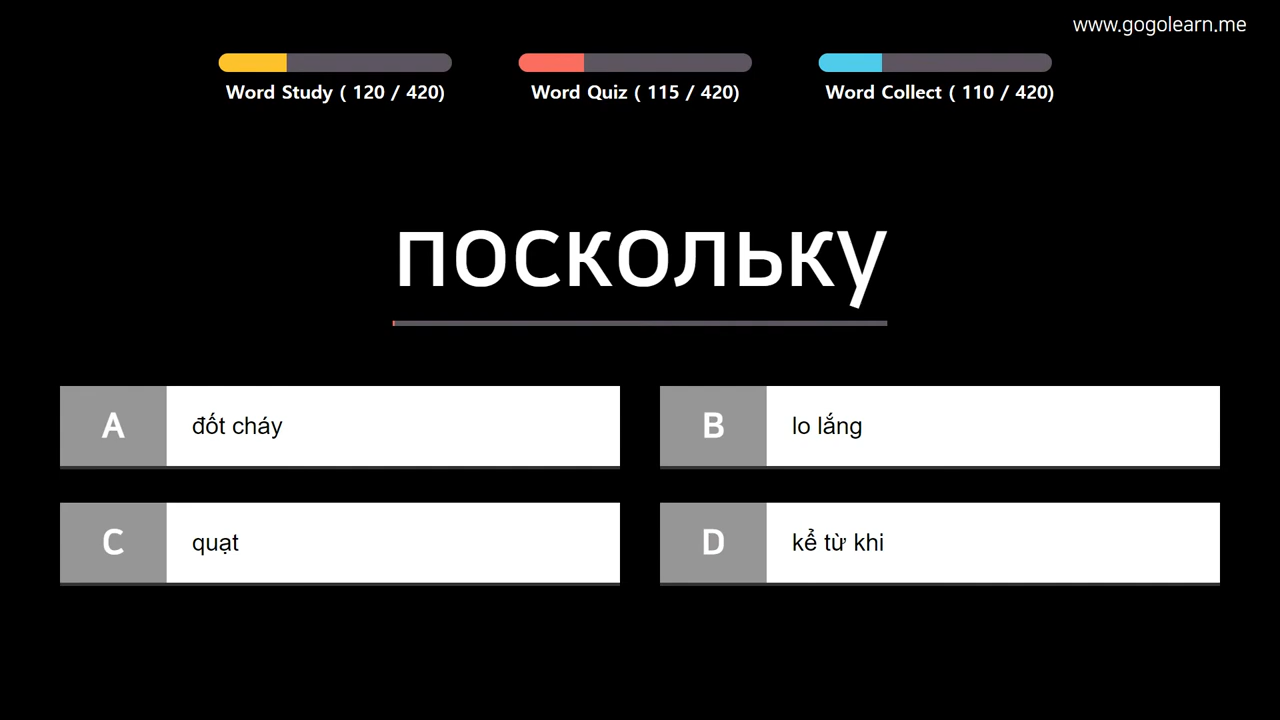 www.gogolearn.me
Word Study ( 120 / 420)
Word Quiz ( 115 / 420)
Word Collect ( 110 / 420)
поскольку
A
đốt cháy
B
lo lắng
C
quạt
D
kể từ khi